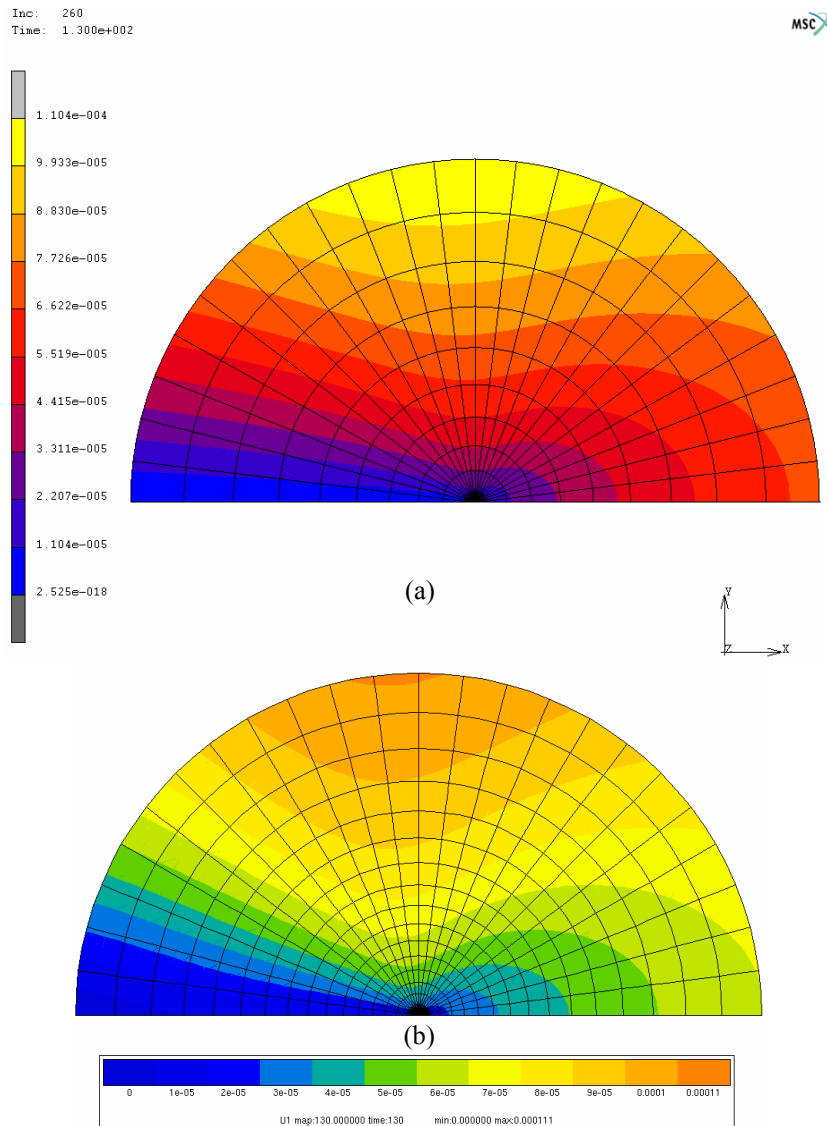 Inc: 260
Time: 1.300e+002
MSC
1.104e-004
9.933e-005
8.830e-005
7.726e-005
6.622e-005
5.519e-005
4.415e-005
3.311e-005
2.207e-005
1.104e-005
2.525e-018
(a)
Y
Z X
(b)
0 1e-05 2e-05 3e-05 4e-05 5e-05 6e-05 7e-05 8e-05 9e-05 0.0001 0.00011
U1 map:130.000000 time:130 min:0.000000 max:0.000111